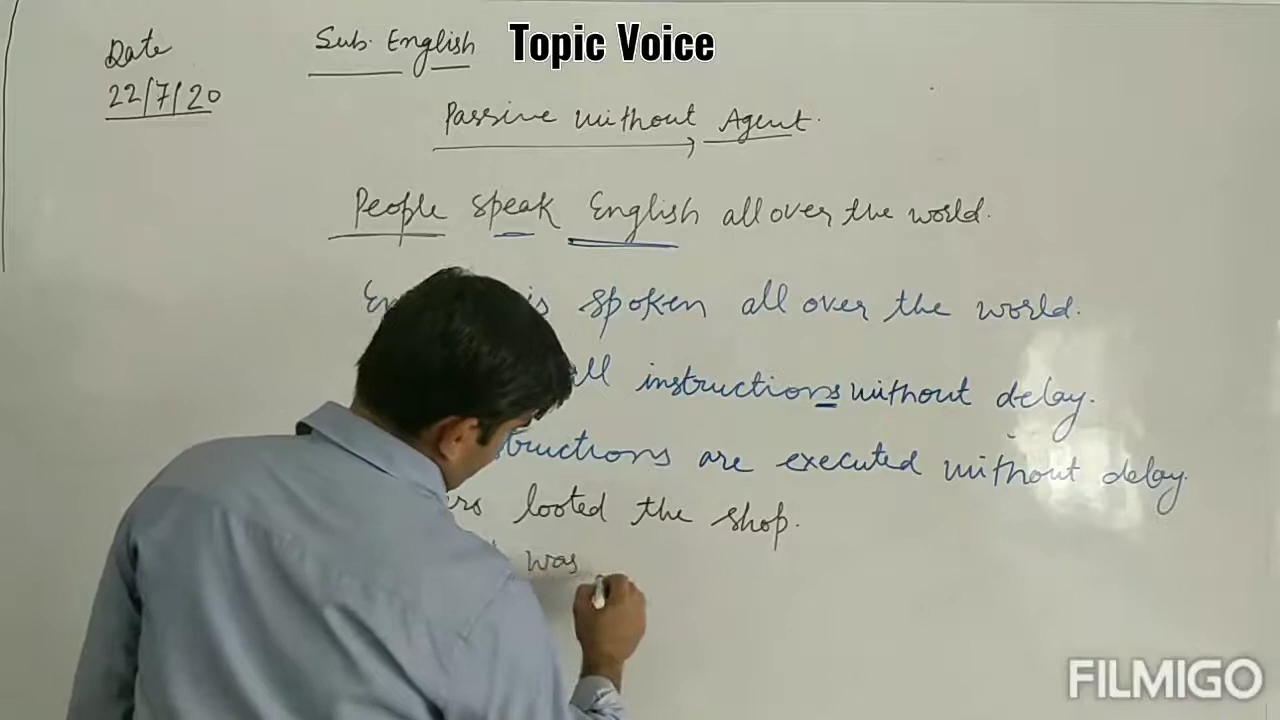 Date
22/7/20
Sub. English
Topic Voice
Passive without Agent.
People speak English all over the world.
is spoken all over the world.
all instructions without delay.
are executed without delay.
looted the shop.
was
FILMIGO